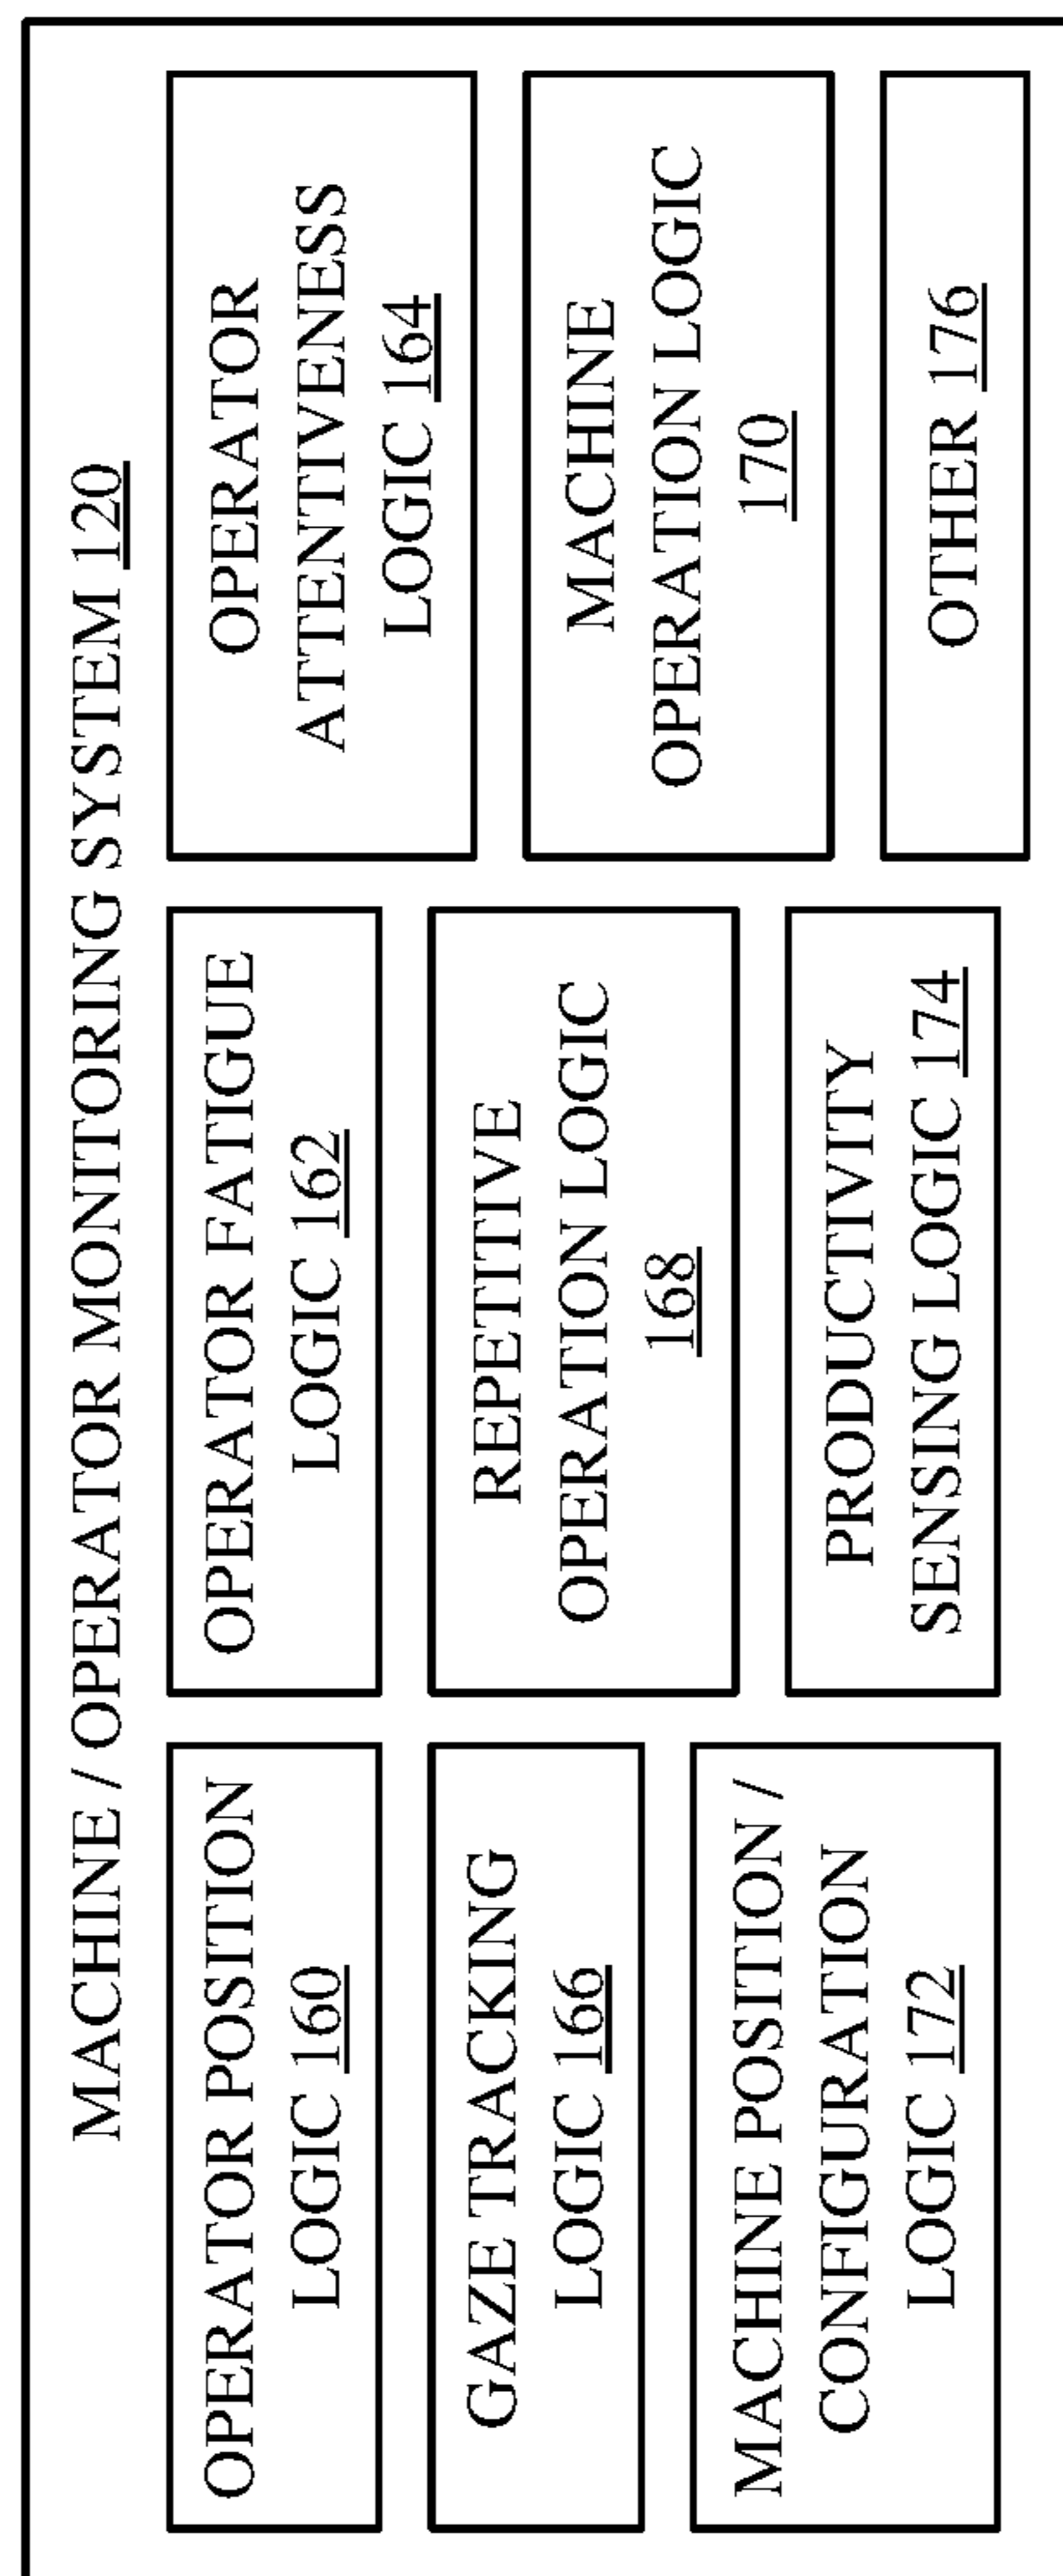 MACHINE / OPERATOR MONITORING SYSTEM 120
OPERATOR POSITION
LOGIC 160
OPERATOR FATIGUE
LOGIC 162
OPERATOR
ATTENTIVENESS
LOGIC 164
GAZE TRACKING
LOGIC 166
REPETITIVE
OPERATION LOGIC
168
MACHINE
OPERATION LOGIC
170
MACHINE POSITION /
CONFIGURATION
LOGIC 172
PRODUCTIVITY
SENSING LOGIC 174
OTHER 176